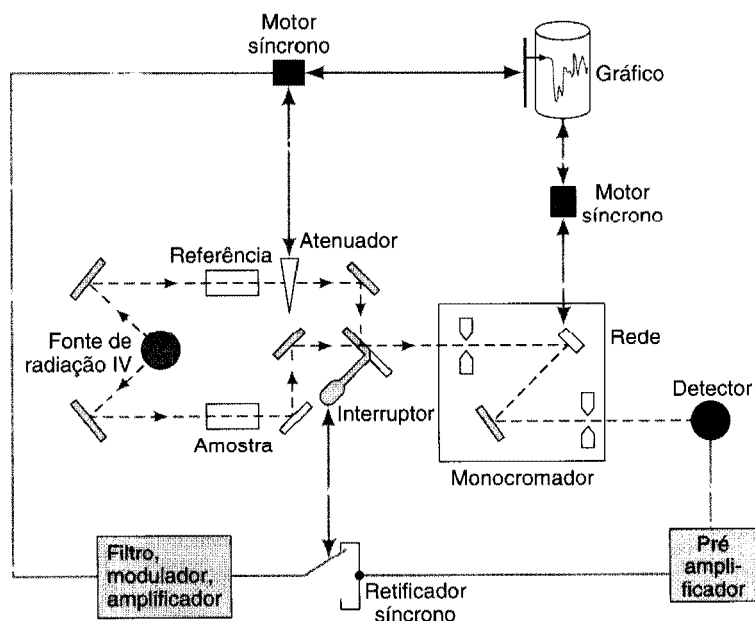 Motor
síncrono
Gráfico
Motor
síncrono
Referência
Atenuador
Fonte de
radiação IV
Rede
Interruptor
Detector
Amostra
Monocromador
Filtro,
modulador,
amplificador
Retificador
síncrono
Pré
ampli-
ficador